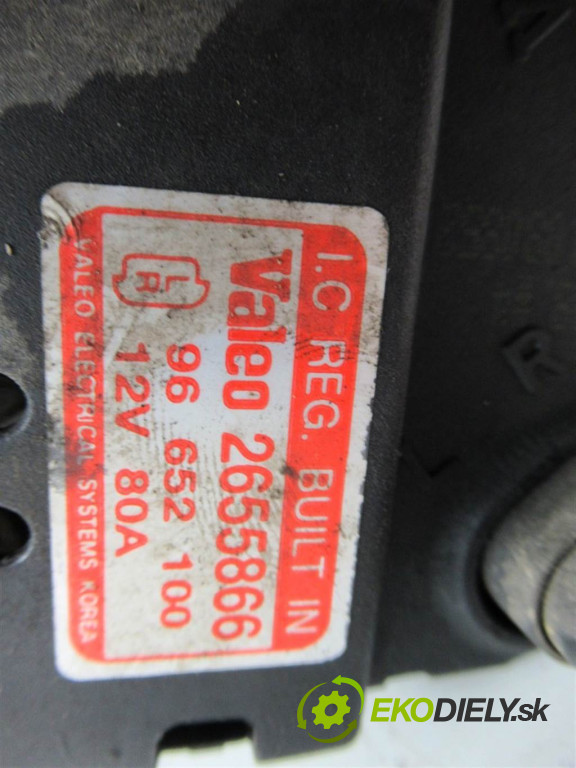 I.C REG. BUILT IN
Valeo 2655866
L R 96 652 100
12V 80A
VALEO ELECTRICAL SYSTEMS KOREA
R
L
EKODIELY.sk